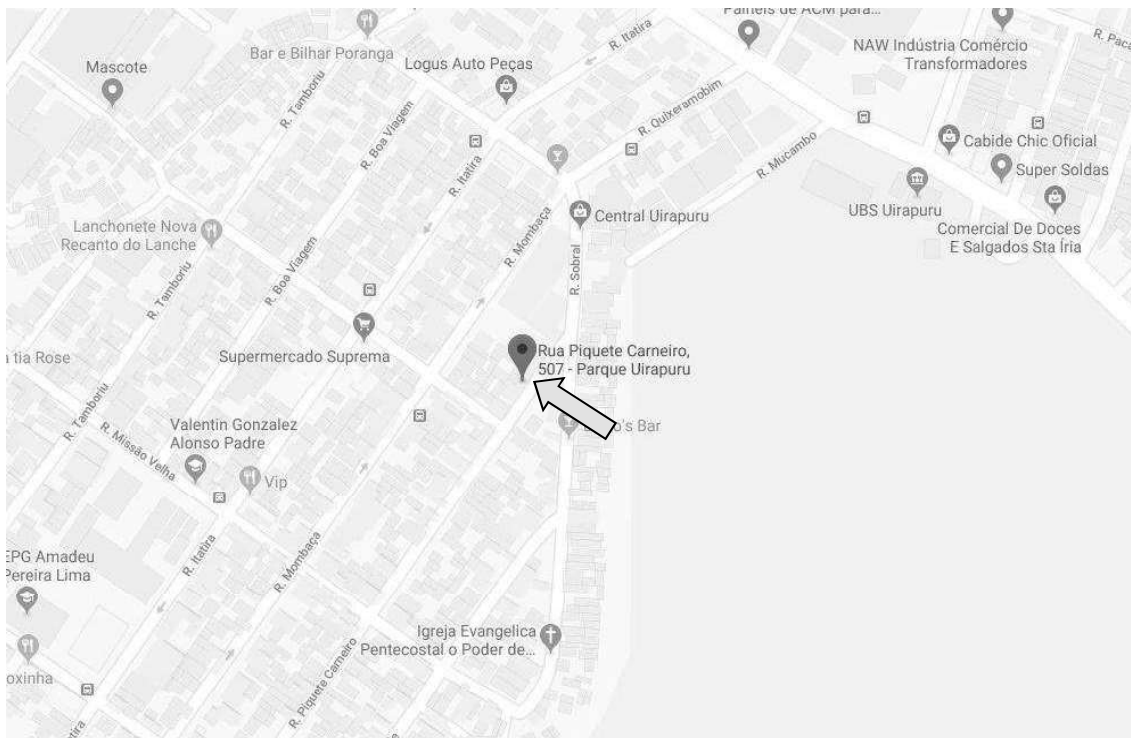 Painéis de ACM para...
R. Itatira
NAW Indústria Comércio
Transformadores
Bar e Bilhar Poranga
Mascote
Logus Auto Peças
R. Tamboriu
R. Boa Viagem
R. Quixeramobim
R. Itatira
R. Mucambo
Cabide Chic Oficial
Super Soldas
UBS Uirapuru
Central Uirapuru
Comercial De Doces
E Salgados Sta Íria
Lanchonete Nova
Recanto do Lanche
R. Mombaça
R. Sobral
R. Boa Viagem
R. Tamboriu
Supermercado Suprema
a tia Rose
Rua Piquete Carneiro,
507 - Parque Uirapuru
R. Tamboriu
R. Missão Velha
Valentin Gonzalez
Alonso Padre
Vip
's Bar
R. Itatira
R. Mombaça
EPG Amadeu
Pereira Lima
Igreja Evangelica
Pentecostal o Poder de...
oxinha
R. Piquete Carneiro